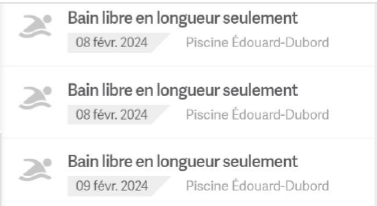 Bain libre en longueur seulement
08 févr. 2024 Piscine Édouard-Dubord
Bain libre en longueur seulement
08 févr. 2024 Piscine Édouard-Dubord
Bain libre en longueur seulement
09 févr. 2024 Piscine Édouard-Dubord